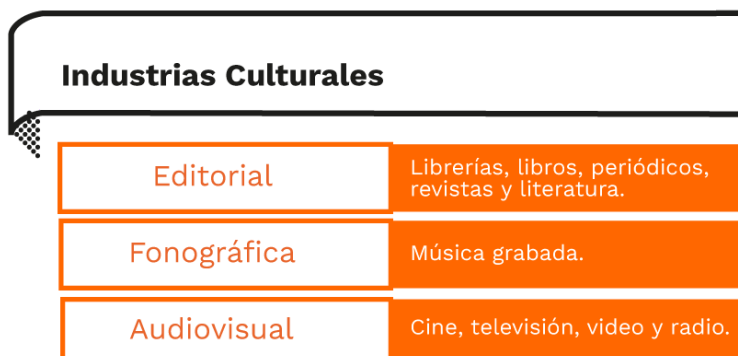 Industrias Culturales
Editorial
Librerías, libros, periódicos,
revistas y literatura.
Fonográfica
Música grabada.
Audiovisual
Cine, televisión, video y radio.